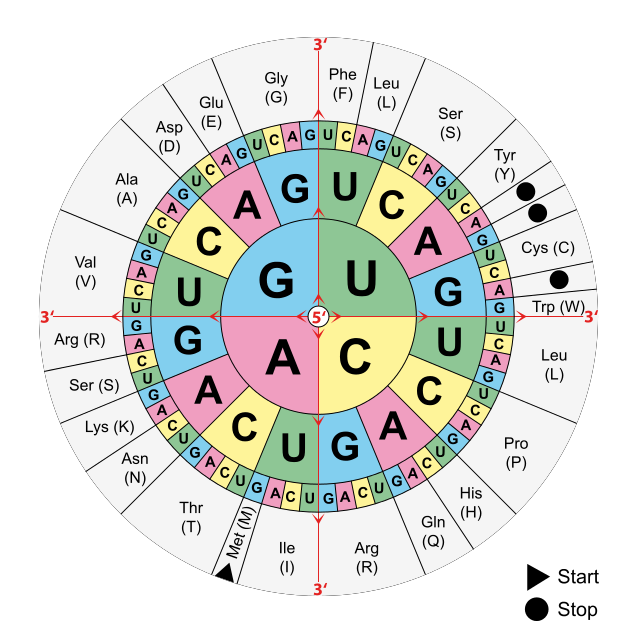 3‘
Gly
(G)
Phe
(F)
Leu
(L)
Ser
(S)
Tyr
(Y)
Cys (C)
Trp (W)
3‘
Leu
(L)
Pro
(P)
His
(H)
Gln
(Q)
Arg
(R)
3‘
Ile
(I)
Met (M)
Thr
(T)
Asn
(N)
Lys (K)
Ser (S)
Arg (R)
3‘
Val
(V)
Ala
(A)
Asp
(D)
Glu
(E)
U C A G U C A G U C A G U C A G
U C A G U C A G U C A G U C A G
U C A G U C A G U C A G U C A G
U C A G U C A G U C A G U C A G
U C A G
U C A G
U C A G
U C A G
G U
5‘
A C
Start
Stop